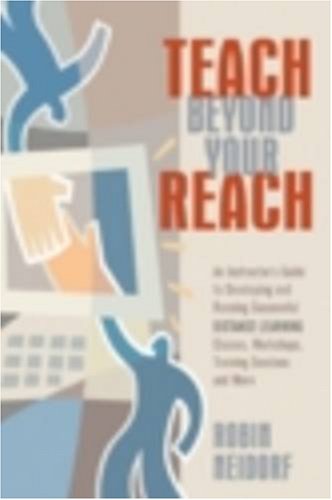 TEACH
BEYOND
YOUR
REACH
An Instructor's Guide
to Developing and
Running Successful
DISTANCE LEARNING
Classes, Workshops,
Training Sessions
and More
ROBIN
NEIDORF